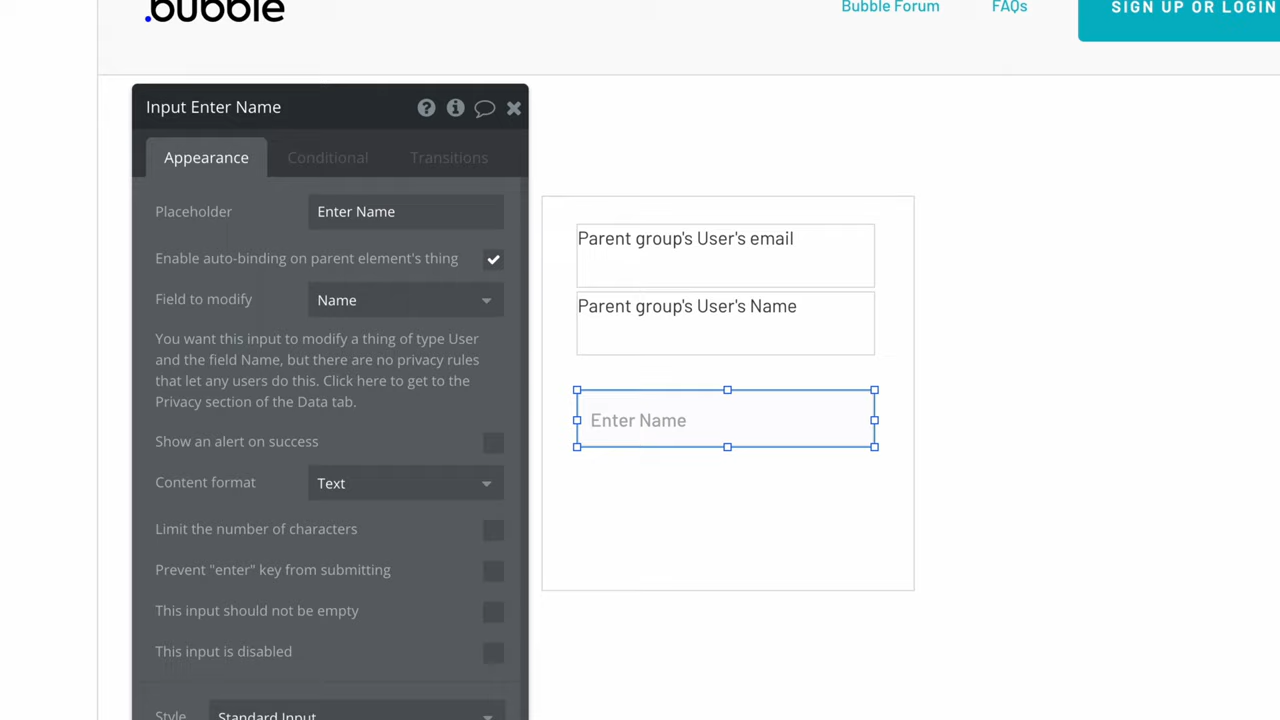 .bubble
Bubble Forum
FAQs
SIGN UP OR LOGIN
Input Enter Name
Appearance
Conditional
Transitions
Placeholder
Enter Name
Enable auto-binding on parent element's thing
Field to modify
Name
You want this input to modify a thing of type User
and the field Name, but there are no privacy rules
that let any users do this. Click here to get to the
Privacy section of the Data tab.
Show an alert on success
Content format
Text
Limit the number of characters
Prevent "enter" key from submitting
This input should not be empty
This input is disabled
Style
Standard Input
Parent group's User's email
Parent group's User's Name
Enter Name